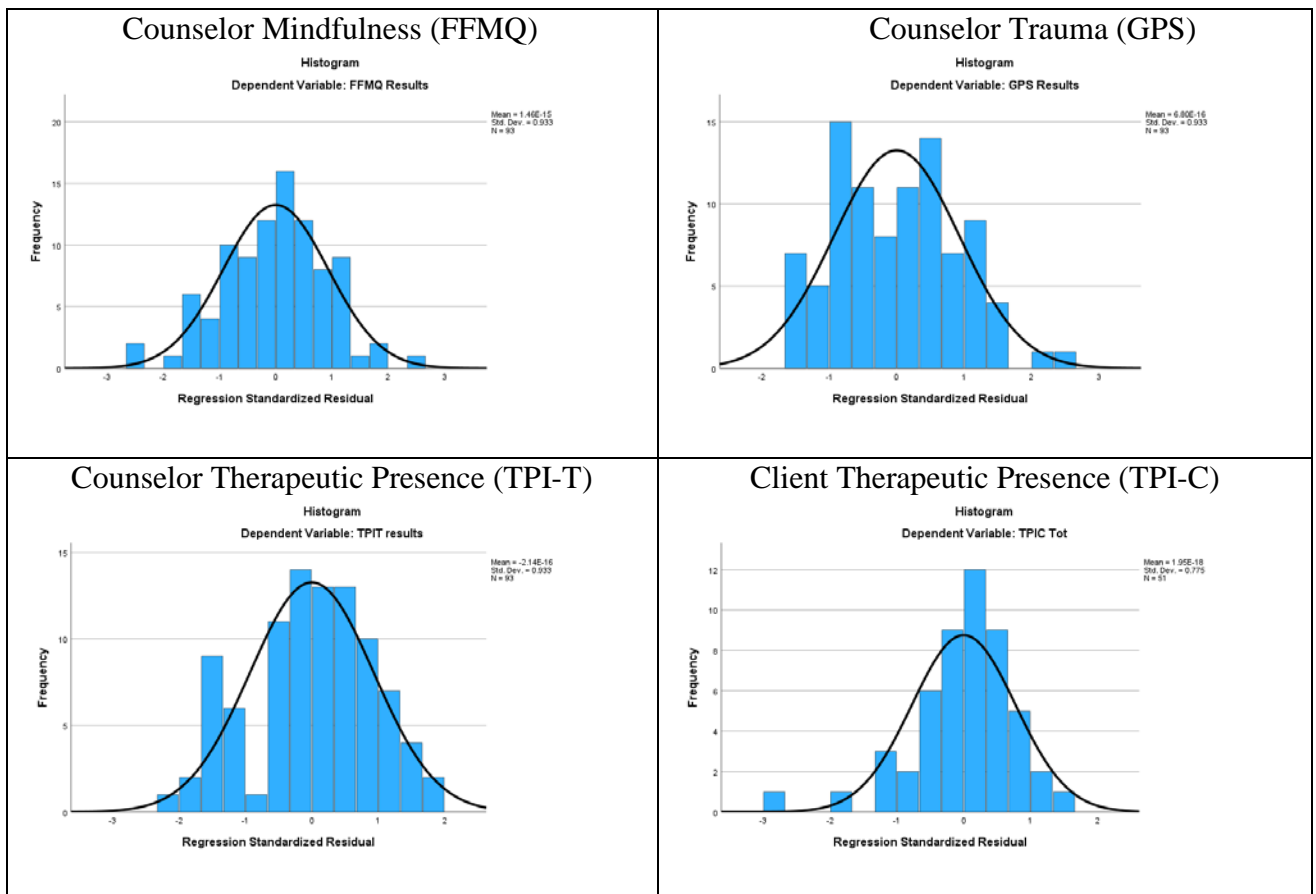 Counselor Mindfulness (FFMQ)
Histogram
Dependent Variable: FFMQ Results
Mean = 1.46E-15
Std. Dev. = 0.933
N = 93
20
15
10
5
0
Frequency
-3 -2 -1 0 1 2 3
Regression Standardized Residual
Counselor Trauma (GPS)
Histogram
Dependent Variable: GPS Results
Mean = 6.80E-16
Std. Dev. = 0.933
N = 93
15
10
5
0
Frequency
-2 -1 0 1 2 3
Regression Standardized Residual
Counselor Therapeutic Presence (TPI-T)
Histogram
Dependent Variable: TPIT results
Mean = -2.14E-16
Std. Dev. = 0.933
N = 93
15
10
5
0
Frequency
-3 -2 -1 0 1 2
Regression Standardized Residual
Client Therapeutic Presence (TPI-C)
Histogram
Dependent Variable: TPIC Tot
Mean = 1.95E-18
Std. Dev. = 0.775
N = 51
12
10
8
6
4
2
0
Frequency
-3 -2 -1 0 1 2
Regression Standardized Residual